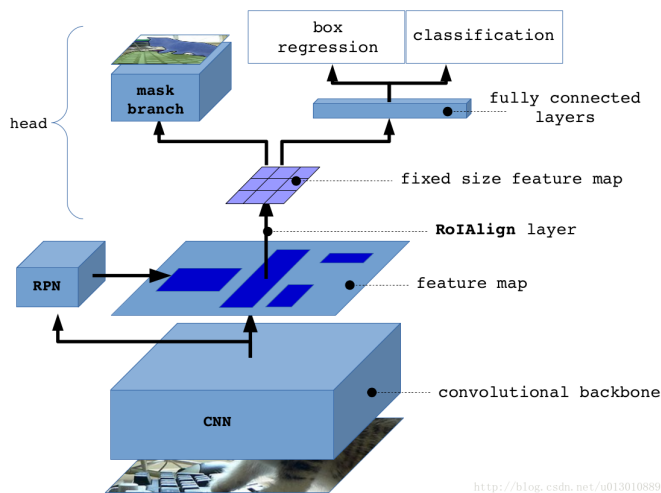 box
regression
classification
mask
branch
fully connected
layers
head
fixed size feature map
RoIAlign layer
RPN
feature map
convolutional backbone
CNN
http://blog.csdn.net/u013010889